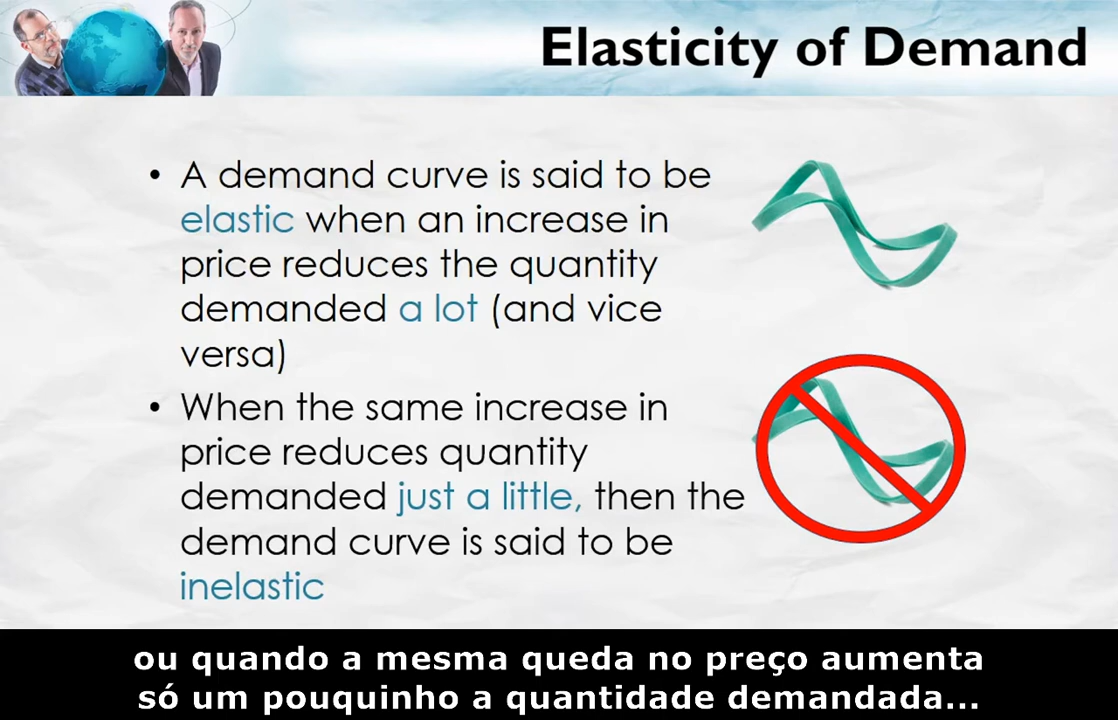 Elasticity of Demand
• A demand curve is said to be
elastic when an increase in
price reduces the quantity
demanded a lot (and vice
versa)
• When the same increase in
price reduces quantity
demanded just a little, then the
demand curve is said to be
inelastic
ou quando a mesma queda no preço aumenta
só um pouquinho a quantidade demandada...